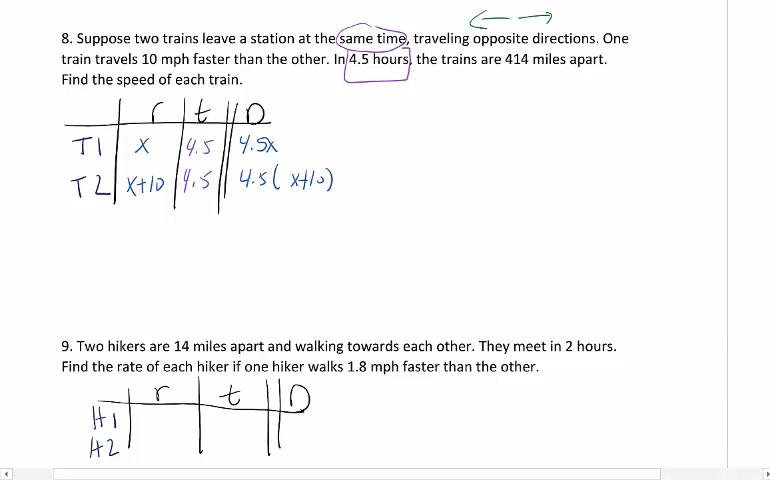 8. Suppose two trains leave a station at the same time, traveling opposite directions. One
train travels 10 mph faster than the other. In 4.5 hours, the trains are 414 miles apart.
Find the speed of each train.
r t D
T1 x 4.5 4.5x
T2 x+10 4.5 4.5( x+10)
9. Two hikers are 14 miles apart and walking towards each other. They meet in 2 hours.
Find the rate of each hiker if one hiker walks 1.8 mph faster than the other.
r t D
H1
H2